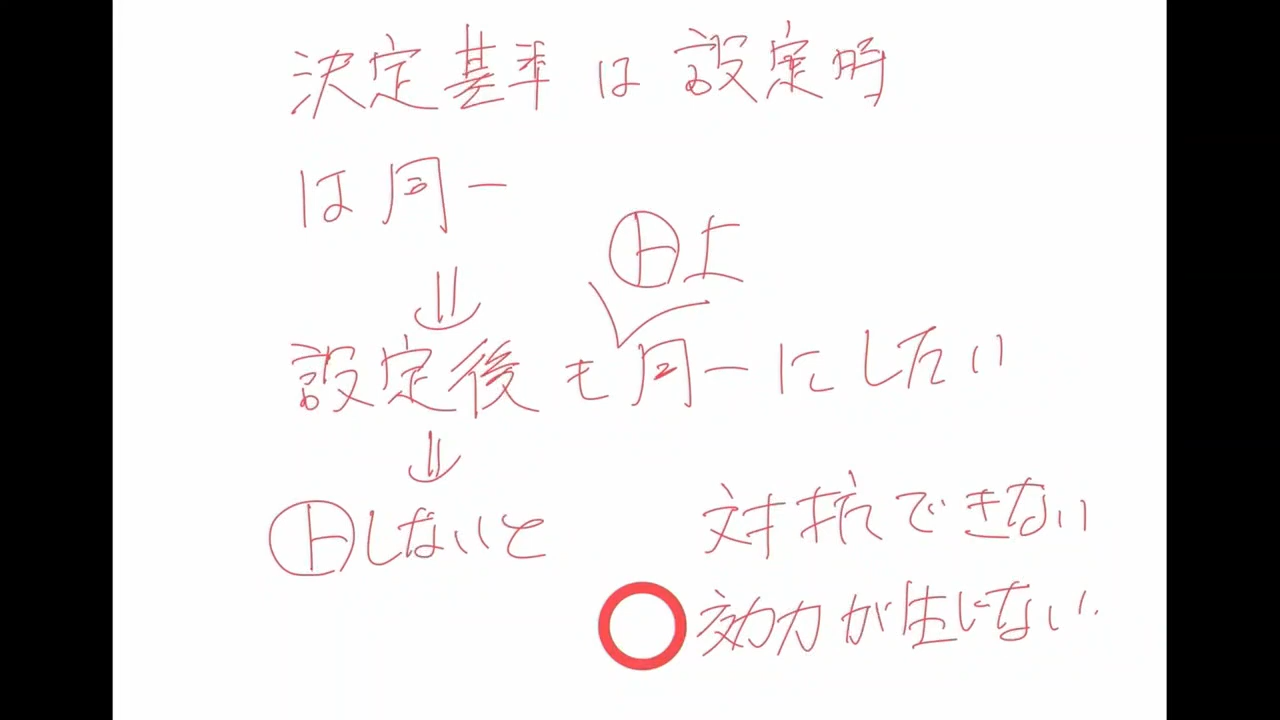 決定基準は設定時
は同一
⇓
㊤上
設定後も同一にしたい
⇓
トしないと 対抗できない
効力が生じない